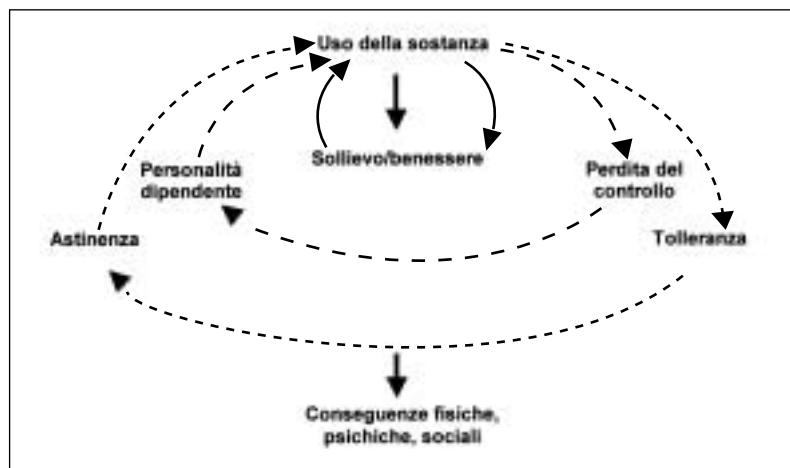 Uso della sostanza
Sollievo/benessere
Personalità
dipendente
Perdita del
controllo
Astinenza
Tolleranza
Conseguenze fisiche,
psichiche, sociali